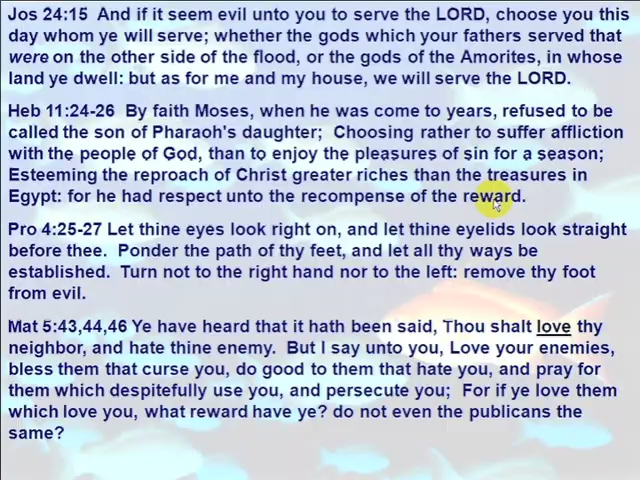 Jos 24:15  And if it seem evil unto you to serve the LORD, choose you this
day whom ye will serve; whether the gods which your fathers served that
were on the other side of the flood, or the gods of the Amorites, in whose
land ye dwell: but as for me and my house, we will serve the LORD.
Heb 11:24-26  By faith Moses, when he was come to years, refused to be
called the son of Pharaoh's daughter;  Choosing rather to suffer affliction
with the people of God, than to enjoy the pleasures of sin for a season;
Esteeming the reproach of Christ greater riches than the treasures in
Egypt: for he had respect unto the recompense of the reward.
Pro 4:25-27 Let thine eyes look right on, and let thine eyelids look straight
before thee.  Ponder the path of thy feet, and let all thy ways be
established.  Turn not to the right hand nor to the left: remove thy foot
from evil.
Mat 5:43,44,46 Ye have heard that it hath been said, Thou shalt love thy
neighbor, and hate thine enemy.  But I say unto you, Love your enemies,
bless them that curse you, do good to them that hate you, and pray for
them which despitefully use you, and persecute you;  For if ye love them
which love you, what reward have ye? do not even the publicans the
same?